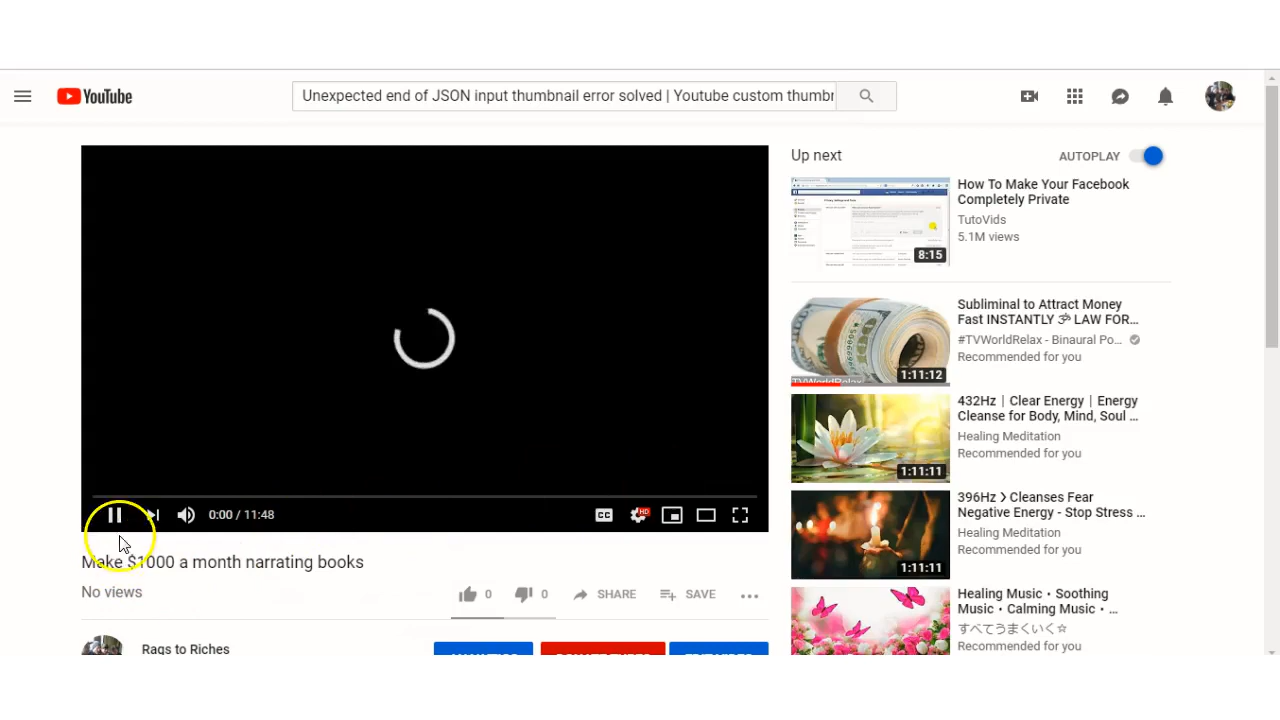 YouTube
Unexpected end of JSON input thumbnail error solved | Youtube custom thumbr
Up next
AUTOPLAY
How To Make Your Facebook
Completely Private
TutoVids
5.1M views
8:15
Subliminal to Attract Money
Fast INSTANTLY ॐ LAW FOR...
#TVWorldRelax - Binaural Po...
Recommended for you
TVWorldRelax
1:11:12
432Hz | Clear Energy | Energy
Cleanse for Body, Mind, Soul ...
Healing Meditation
Recommended for you
1:11:11
396Hz ❯ Cleanses Fear
Negative Energy - Stop Stress ...
Healing Meditation
Recommended for you
1:11:11
Healing Music・Soothing
Music・Calming Music・ ...
すべてうまくいく☆
Recommended for you
0:00 / 11:48
CC
HD
Make $1000 a month narrating books
No views
0
0
SHARE
SAVE
Rags to Riches